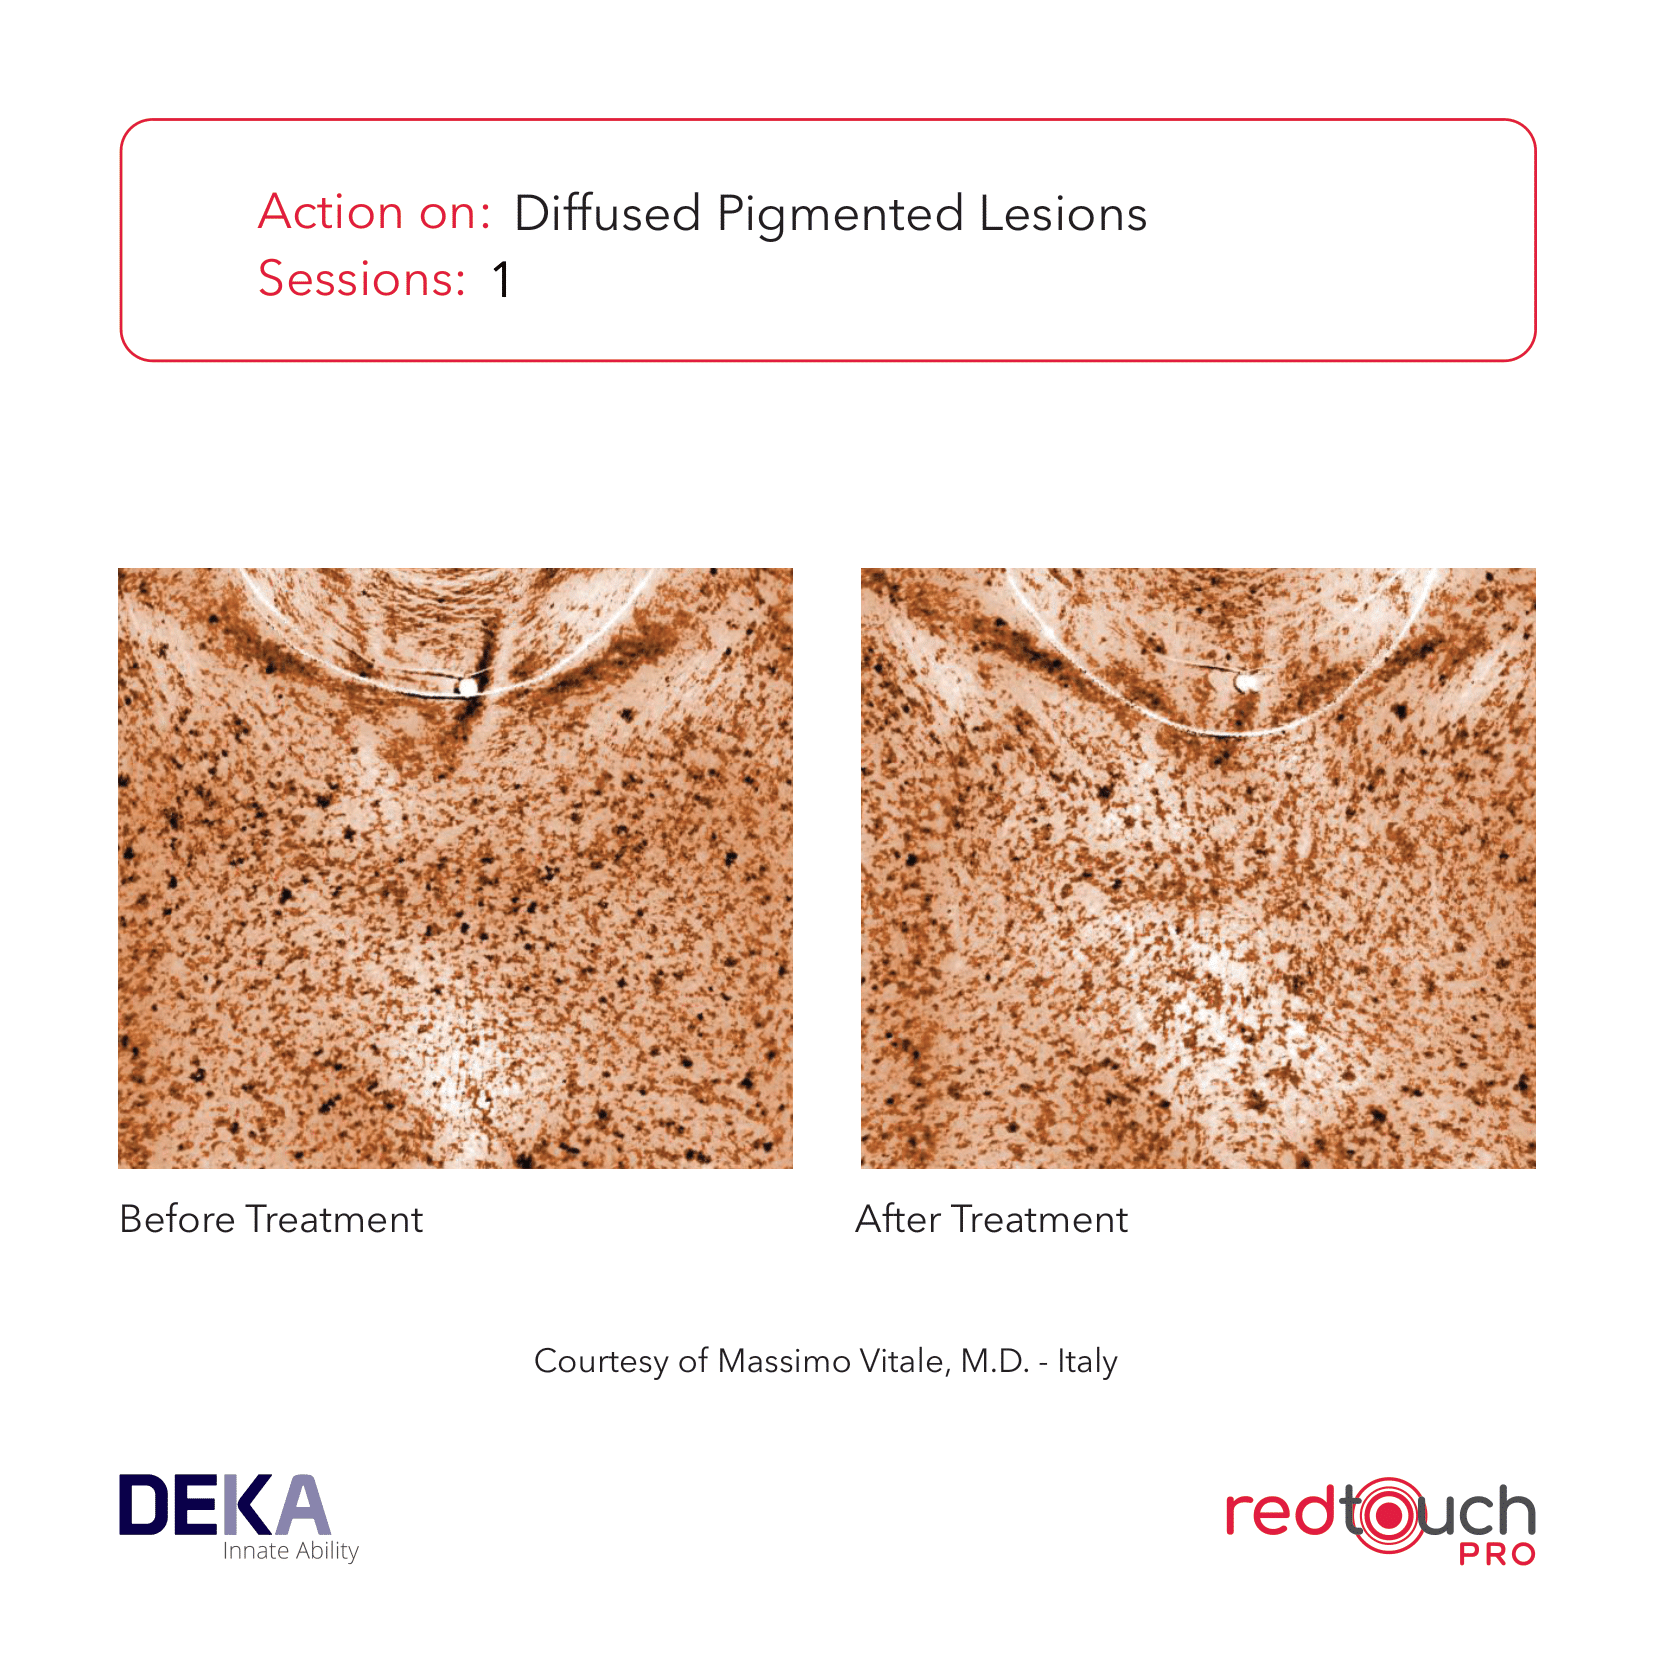 Action on: Diffused Pigmented Lesions
Sessions: 1
Before Treatment
After Treatment
Courtesy of Massimo Vitale, M.D. - Italy
DEKA
Innate Ability
redtouch
PRO